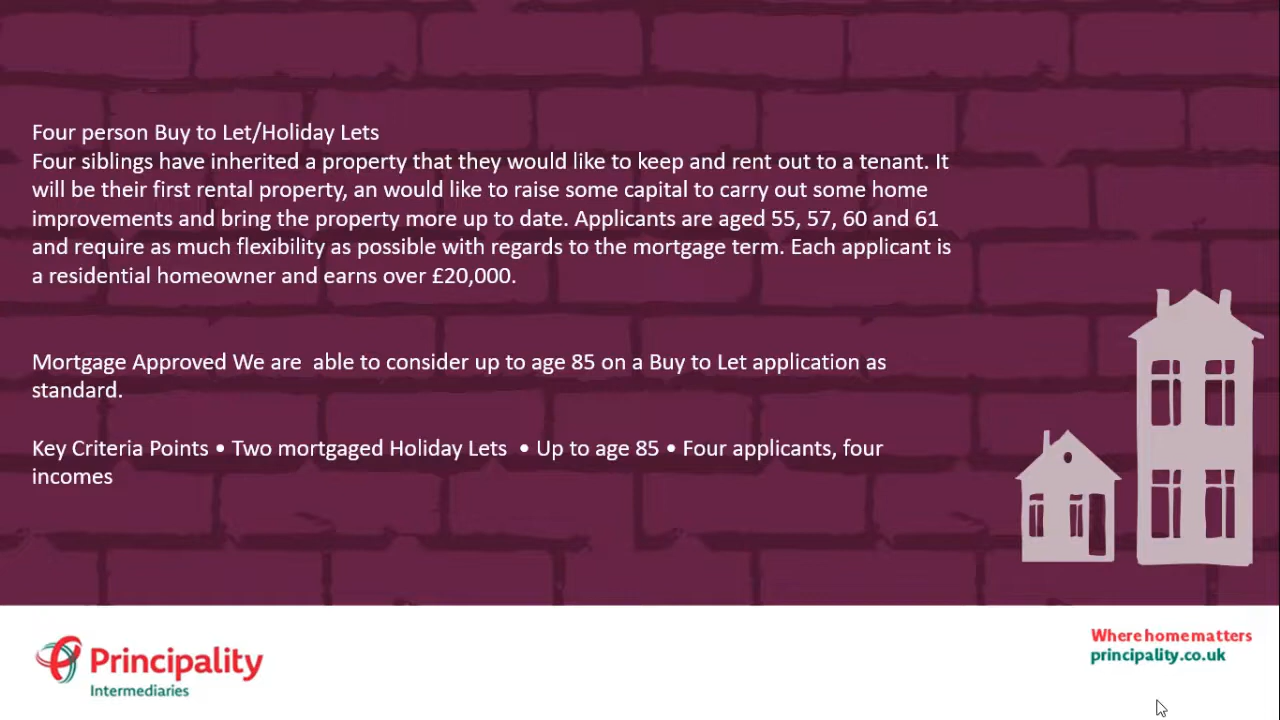 Four person Buy to Let/Holiday Lets
Four siblings have inherited a property that they would like to keep and rent out to a tenant. It
will be their first rental property, an would like to raise some capital to carry out some home
improvements and bring the property more up to date. Applicants are aged 55, 57, 60 and 61
and require as much flexibility as possible with regards to the mortgage term. Each applicant is
a residential homeowner and earns over £20,000.
Mortgage Approved We are  able to consider up to age 85 on a Buy to Let application as
standard.
Key Criteria Points • Two mortgaged Holiday Lets  • Up to age 85 • Four applicants, four
incomes
Principality
Intermediaries
Where home matters
principality.co.uk